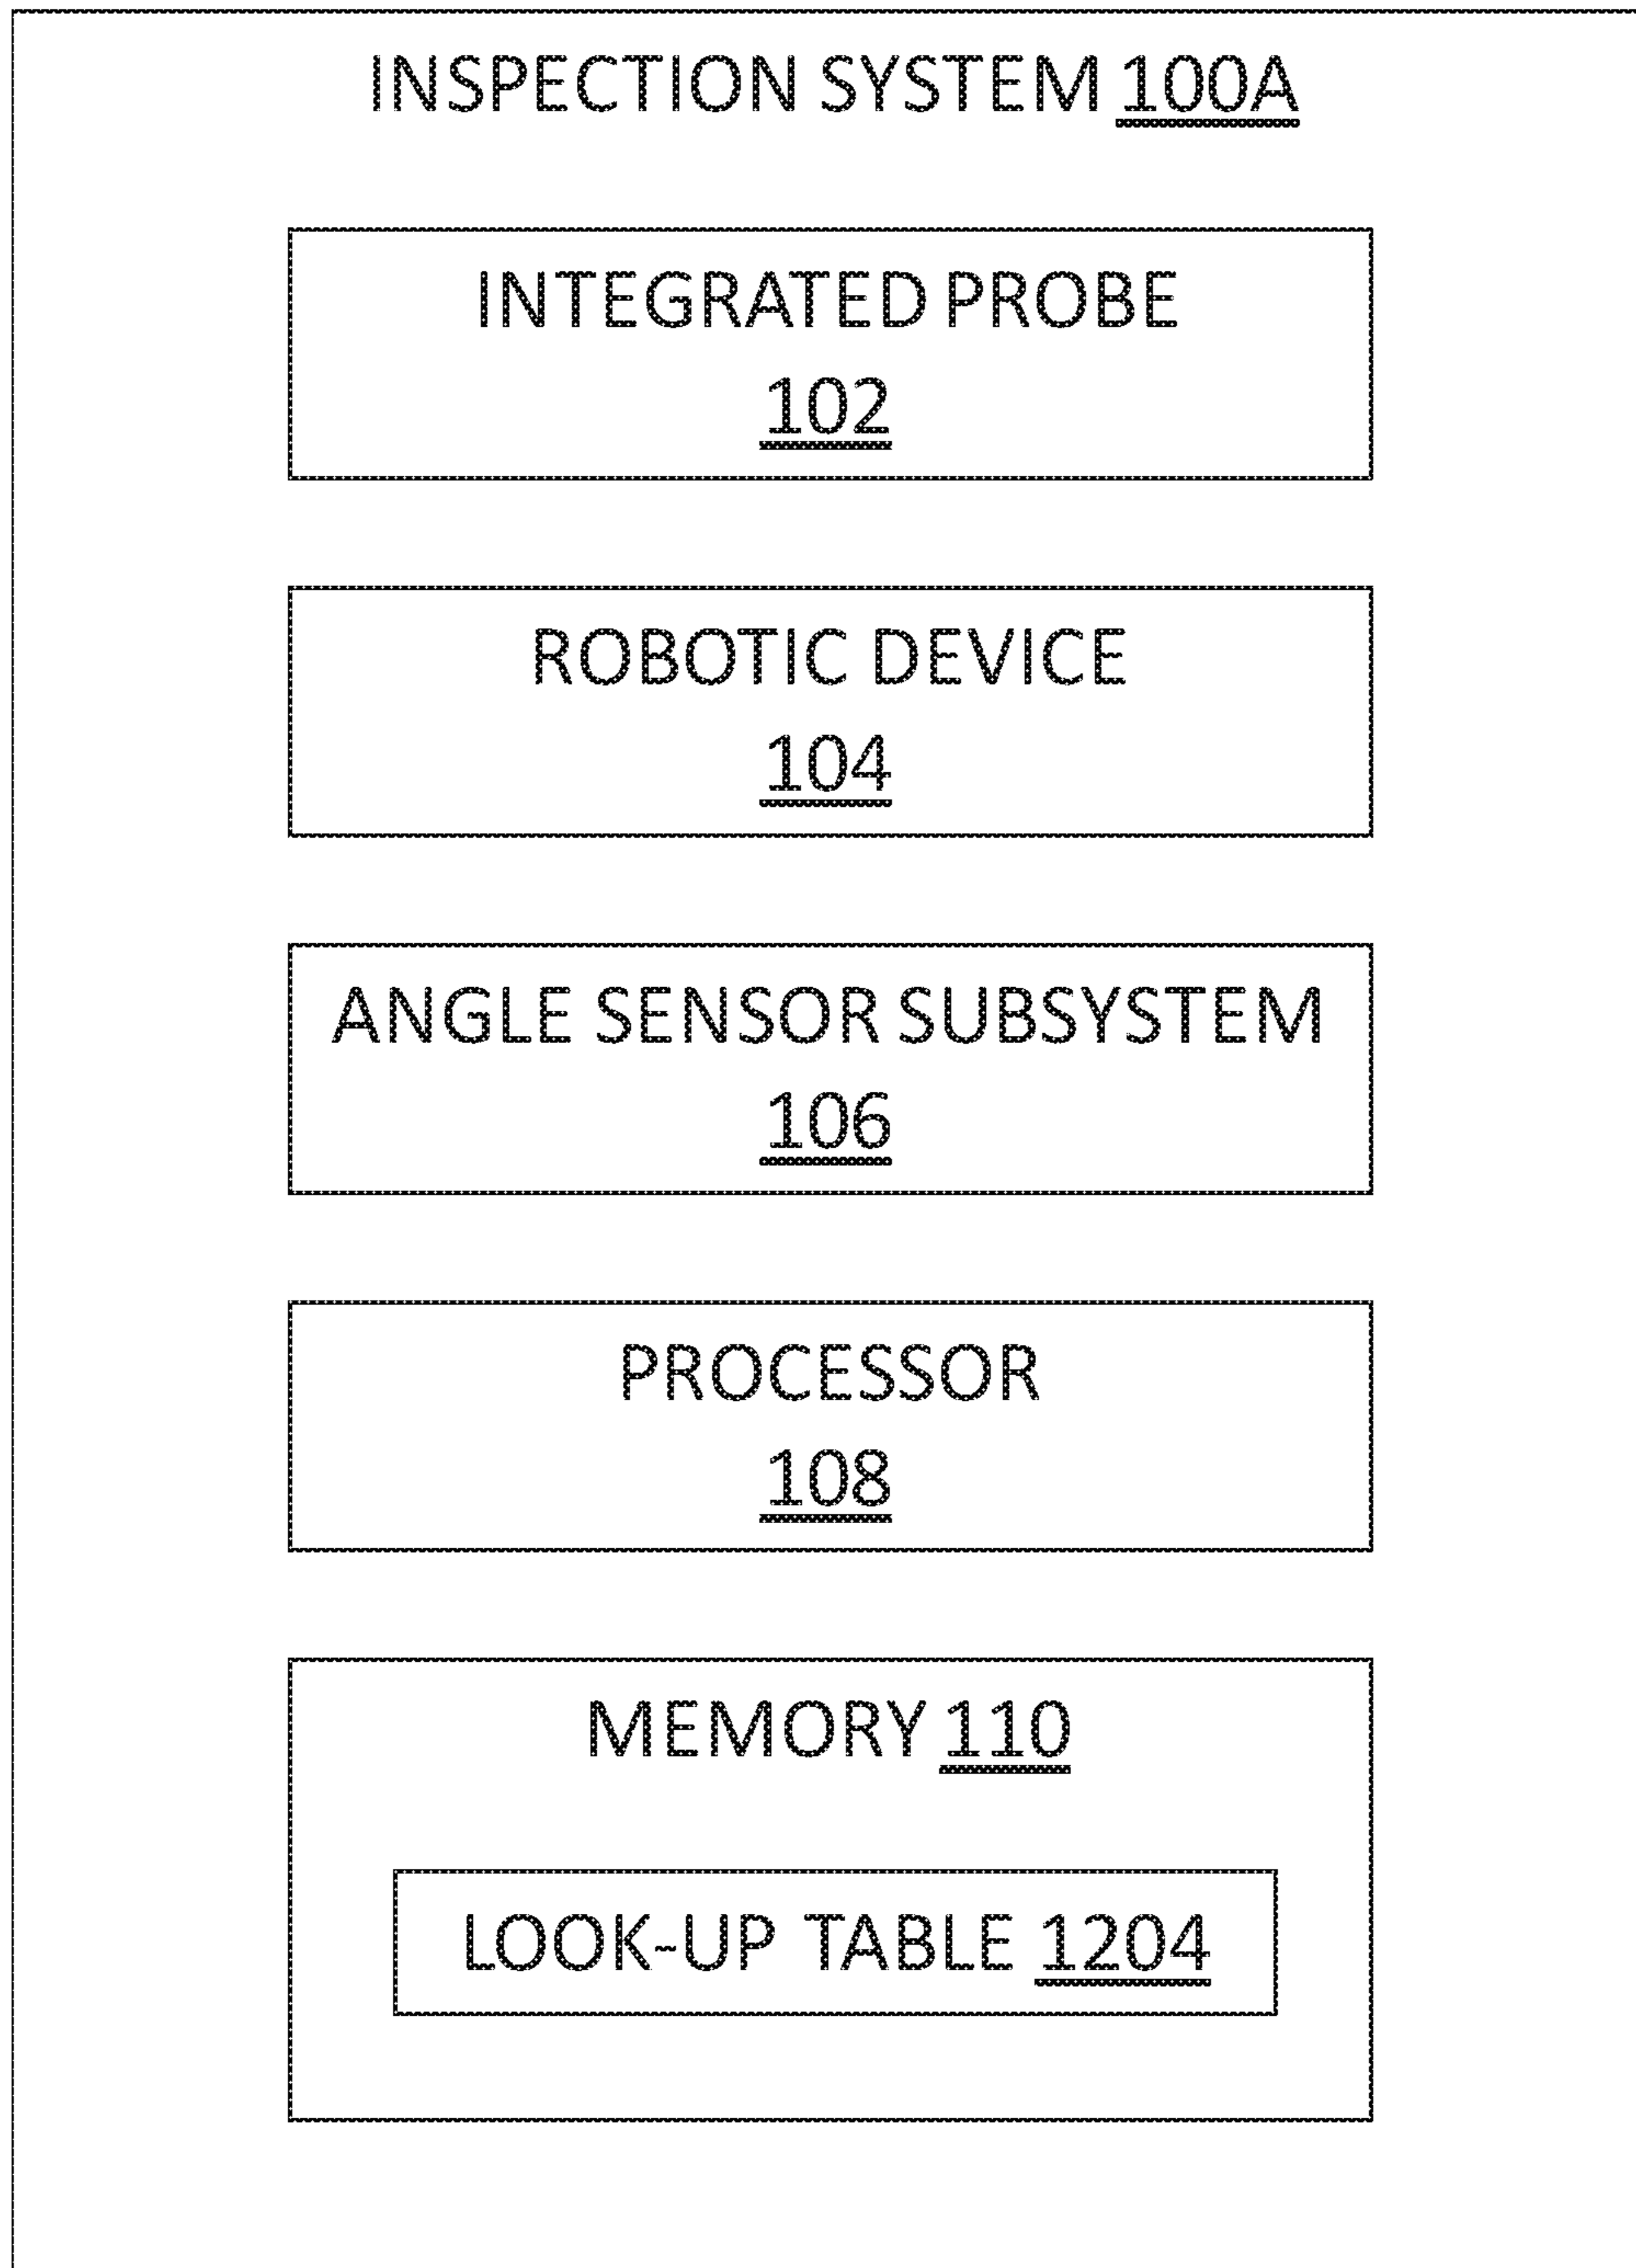 INSPECTION SYSTEM 100A
INTEGRATED PROBE
102
ROBOTIC DEVICE
104
ANGLE SENSOR SUBSYSTEM
106
PROCESSOR
108
MEMORY 110
LOOK-UP TABLE 1204